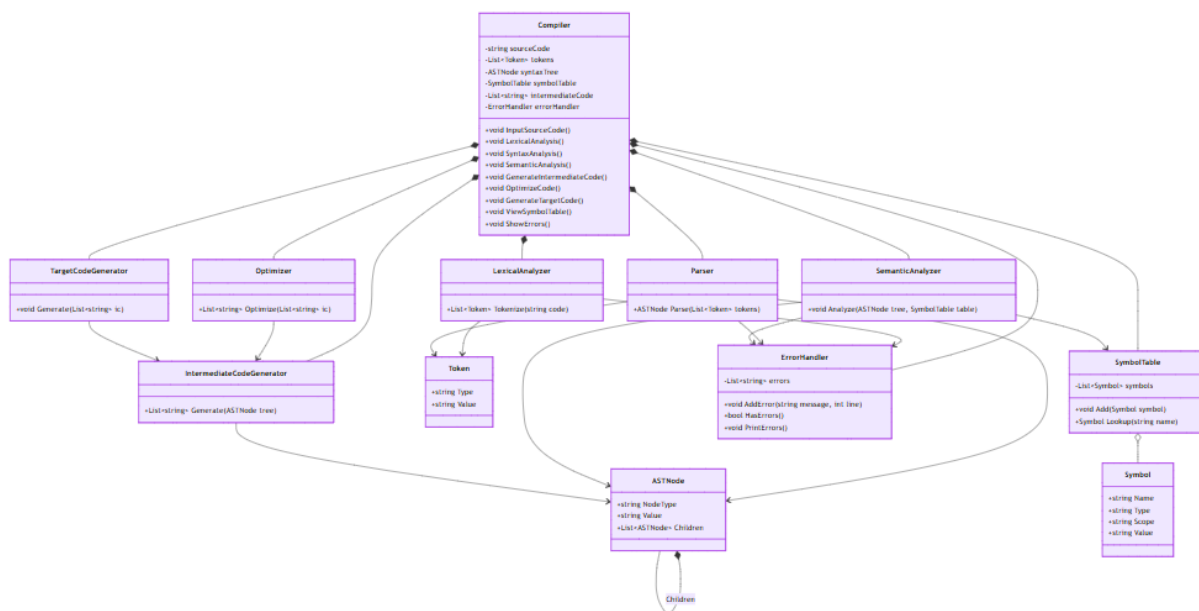 Compiler
-string sourceCode
-List<Token> tokens
-ASTNode syntaxTree
-SymbolTable symbolTable
-List<string> intermediateCode
-ErrorHandler errorHandler
+void InputSourceCode()
+void LexicalAnalysis()
+void SyntaxAnalysis()
+void SemanticAnalysis()
+void GenerateIntermediateCode()
+void OptimizeCode()
+void GenerateTargetCode()
+void ViewSymbolTable()
+void ShowErrors()
TargetCodeGenerator
+void Generate(List<string> ic)
Optimizer
+List<string> Optimize(List<string> ic)
LexicalAnalyzer
+List<Token> Tokenize(string code)
Parser
+ASTNode Parse(List<Token> tokens)
SemanticAnalyzer
+void Analyze(ASTNode tree, SymbolTable table)
IntermediateCodeGenerator
+List<string> Generate(ASTNode tree)
Token
+string Type
+string Value
ErrorHandler
-List<string> errors
+void AddError(string message, int line)
+bool HasErrors()
+void PrintErrors()
SymbolTable
-List<Symbol> symbols
+void Add(Symbol symbol)
+Symbol Lookup(string name)
ASTNode
+string NodeType
+string Value
+List<ASTNode> Children
Symbol
+string Name
+string Type
+string Scope
+string Value
Children